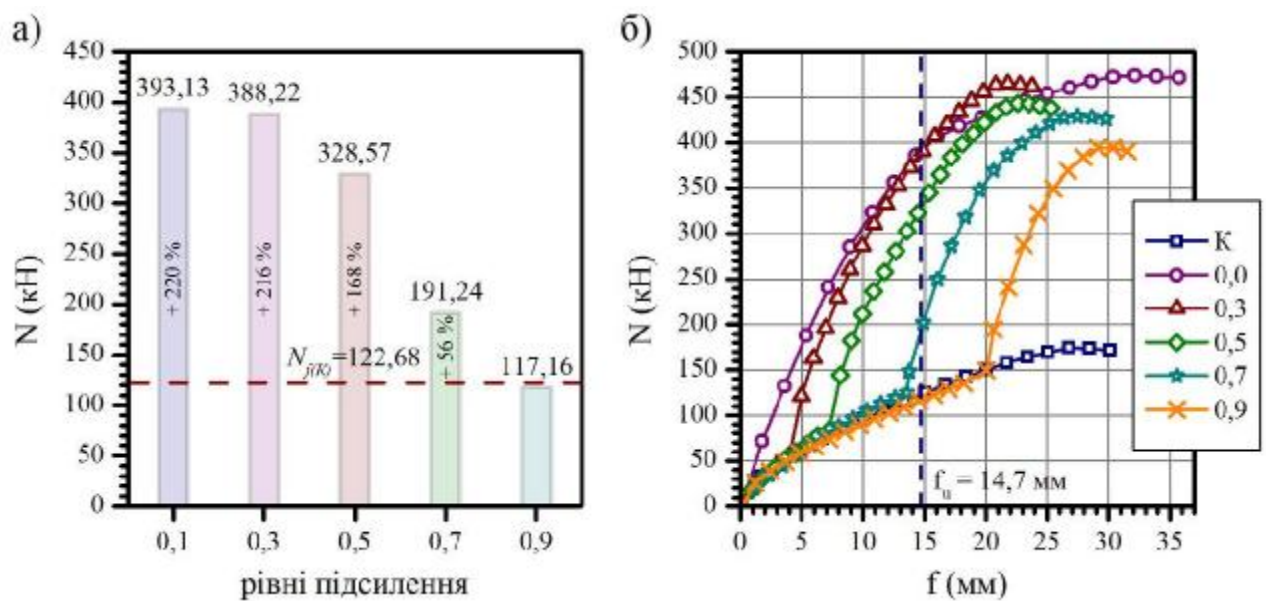 а)
N (кН)
450
400
350
300
250
200
150
100
50
0
393,13
388,22
328,57
191,24
117,16
+ 220 %
+ 216 %
+ 168 %
+ 56 %
N_f(K)=122,68
0,1 0,3 0,5 0,7 0,9
рівні підсилення
б)
N (кН)
500
450
400
350
300
250
200
150
100
50
0
f_u = 14,7 мм
0 5 10 15 20 25 30 35
f (мм)
К
0,0
0,3
0,5
0,7
0,9